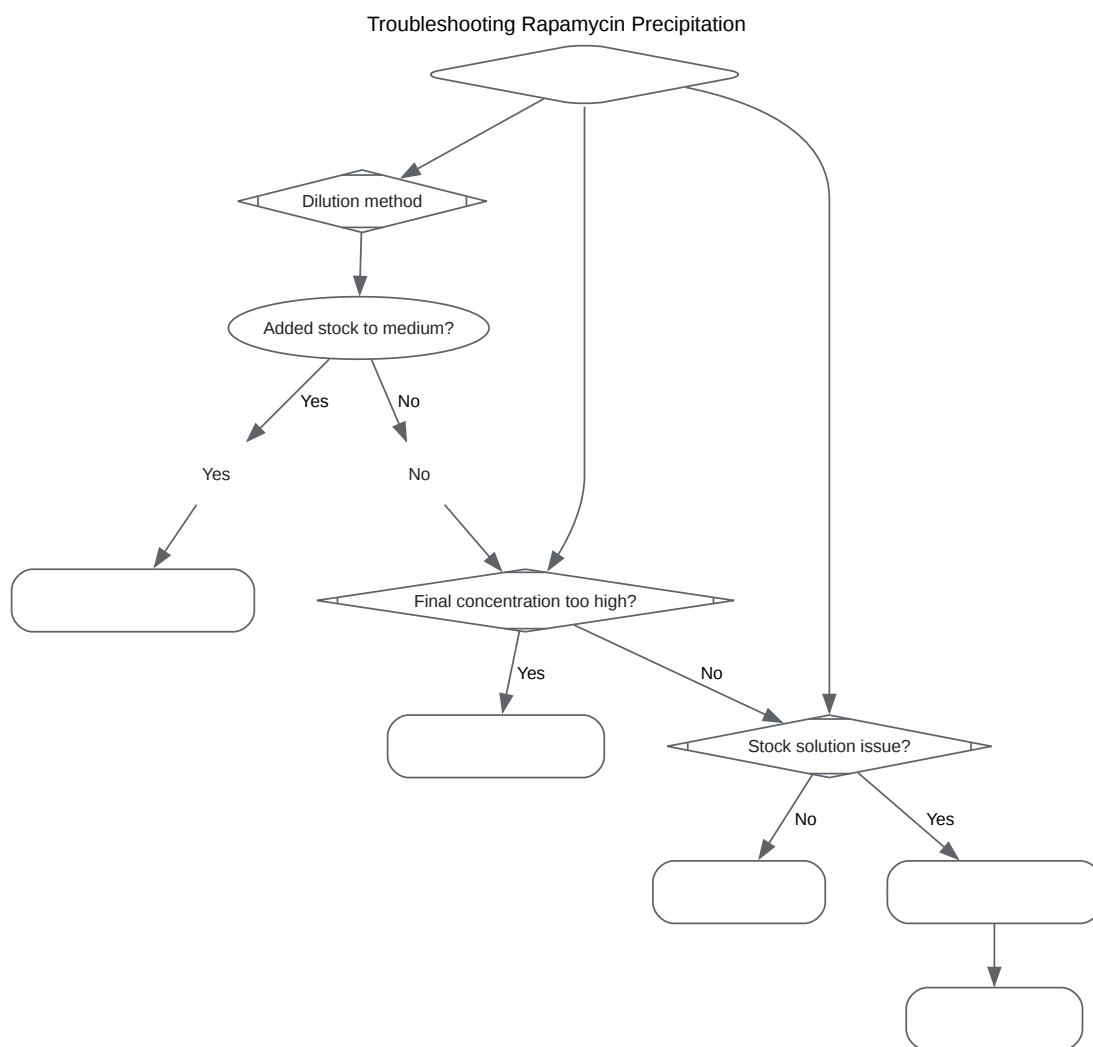 Troubleshooting Rapamycin Precipitation
Dilution method
Added stock to medium?
Yes
No
Yes
No
Final concentration too high?
Yes
No
Stock solution issue?
No
Yes